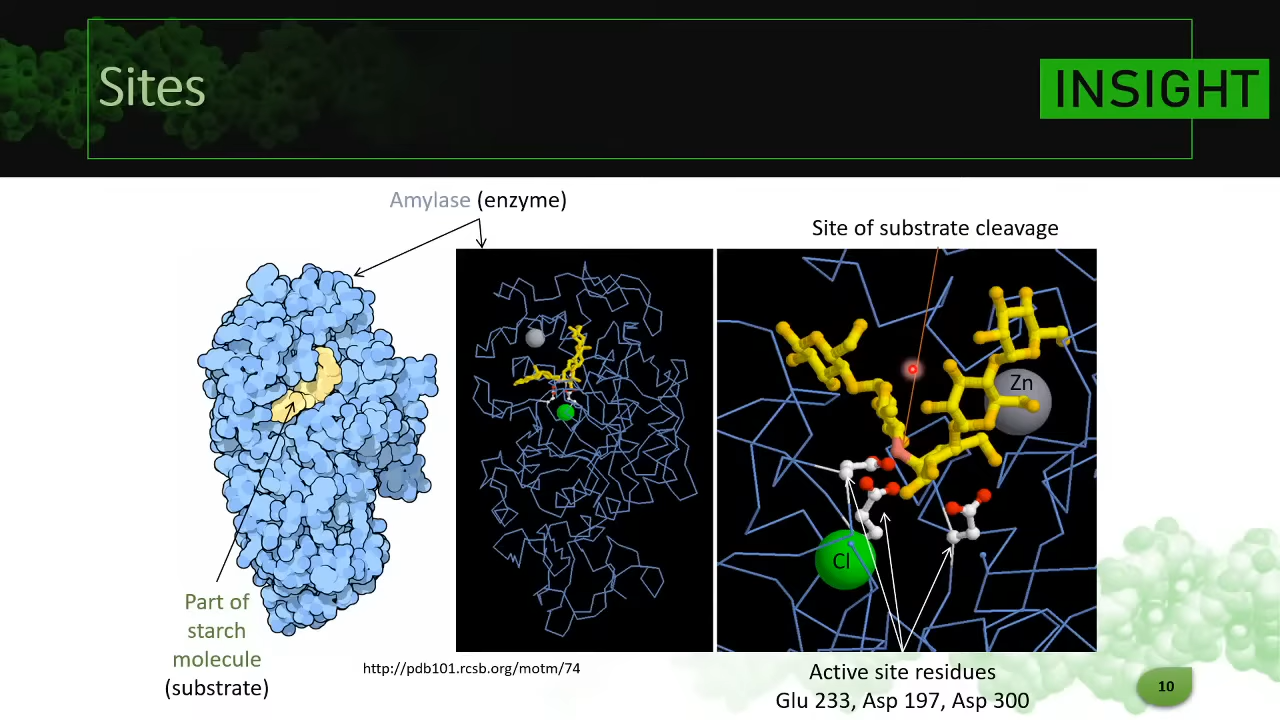 Sites
INSIGHT
Amylase (enzyme)
Site of substrate cleavage
Zn
Cl
Part of
starch
molecule
(substrate)
http://pdb101.rcsb.org/motm/74
Active site residues
Glu 233, Asp 197, Asp 300
10